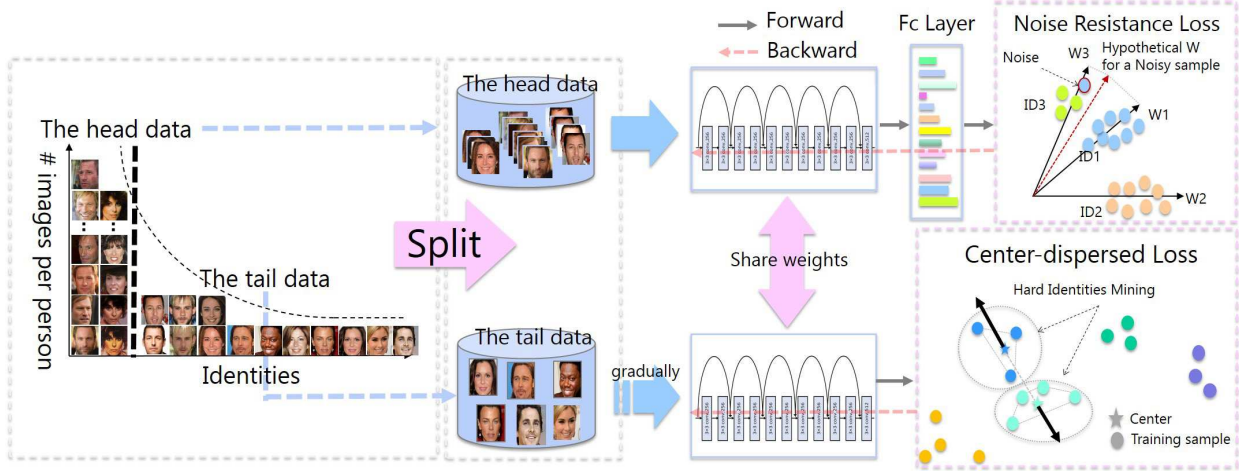 Forward
Backward
Fc Layer
Noise Resistance Loss
Noise
W3
Hypothetical W
for a Noisy sample
ID3
W1
ID1
ID2
W2
The head data
# images per person
The tail data
Identities
Split
The head data
The tail data
gradually
Share weights
Center-dispersed Loss
Hard Identities Mining
Center
Training sample